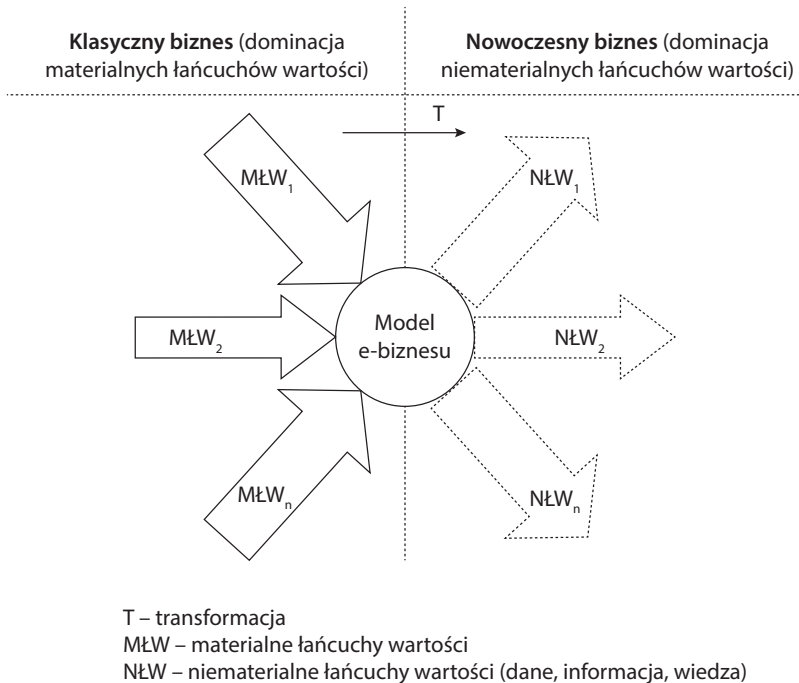 Klasyczny biznes (dominacja
materialnych łańcuchów wartości)
Nowoczesny biznes (dominacja
niematerialnych łańcuchów wartości)
T
MŁW₁
NŁW₁
MŁW₂
Model
e-biznesu
NŁW₂
MŁWₙ
NŁWₙ
T – transformacja
MŁW – materialne łańcuchy wartości
NŁW – niematerialne łańcuchy wartości (dane, informacja, wiedza)